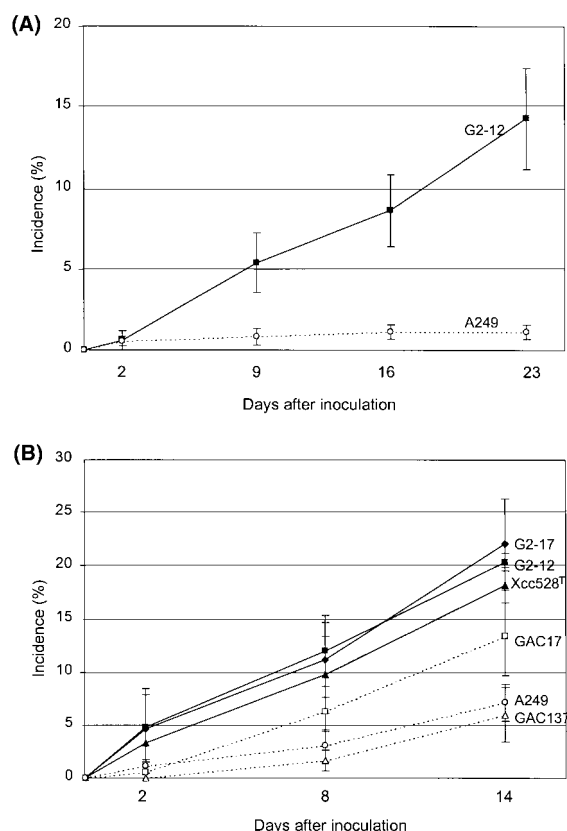 (A)
20
15
10
5
0
Incidence (%)
G2-12
A249
2 9 16 23
Days after inoculation
(B)
30
25
20
15
10
5
0
Incidence (%)
G2-17
G2-12
Xcc528ᵀ
GAC17
A249
GAC137
2 8 14
Days after inoculation